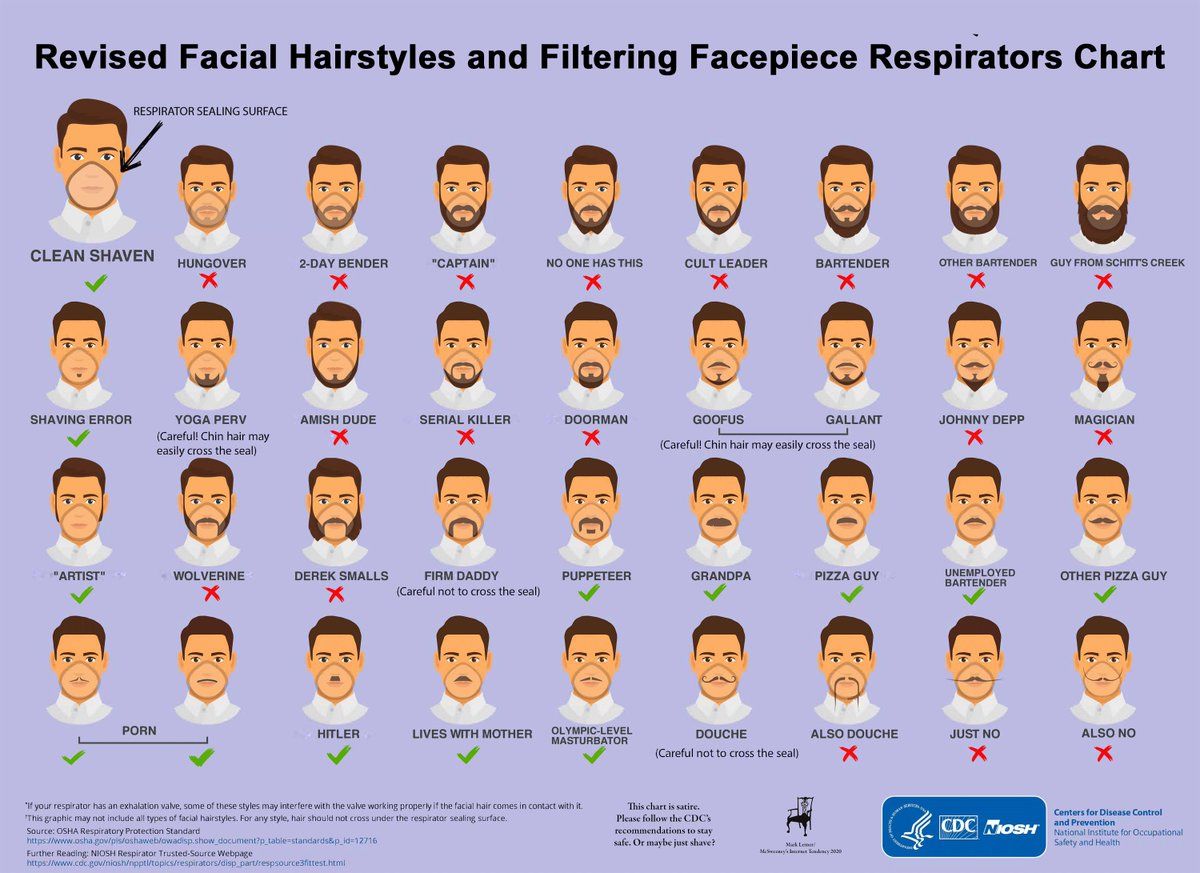 Revised Facial Hairstyles and Filtering Facepiece Respirators Chart
RESPIRATOR SEALING SURFACE
CLEAN SHAVEN
HUNGOVER
2-DAY BENDER
"CAPTAIN"
NO ONE HAS THIS
CULT LEADER
BARTENDER
OTHER BARTENDER
GUY FROM SCHITT'S CREEK
SHAVING ERROR
YOGA PERV
(Careful! Chin hair may
easily cross the seal)
AMISH DUDE
SERIAL KILLER
DOORMAN
GOOFUS
GALLANT
(Careful! Chin hair may easily cross the seal)
JOHNNY DEPP
MAGICIAN
"ARTIST"
WOLVERINE
DEREK SMALLS
FIRM DADDY
(Careful not to cross the seal)
PUPPETEER
GRANDPA
PIZZA GUY
UNEMPLOYED
BARTENDER
OTHER PIZZA GUY
PORN
HITLER
LIVES WITH MOTHER
OLYMPIC-LEVEL
MASTURBATOR
DOUCHE
(Careful not to cross the seal)
ALSO DOUCHE
JUST NO
ALSO NO
*If your respirator has an exhalation valve, some of these styles may interfere with the valve working properly if the facial hair comes in contact with it.
†This graphic may not include all types of facial hairstyles. For any style, hair should not cross under the respirator sealing surface.
Source: OSHA Respiratory Protection Standard
https://www.osha.gov/pls/oshaweb/owadisp.show_document?p_table=standards&p_id=12716
Further Reading: NIOSH Respirator Trusted-Source Webpage
https://www.cdc.gov/niosh/npptl/topics/respirators/disp_part/respsource3fittest.html
This chart is satire.
Please follow the CDC's
recommendations to stay
safe. Or maybe just shave?
McSweeney's Internet Tendency 2020
CDC
NIOSH
Centers for Disease Control
and Prevention
National Institute for Occupational
Safety and Health